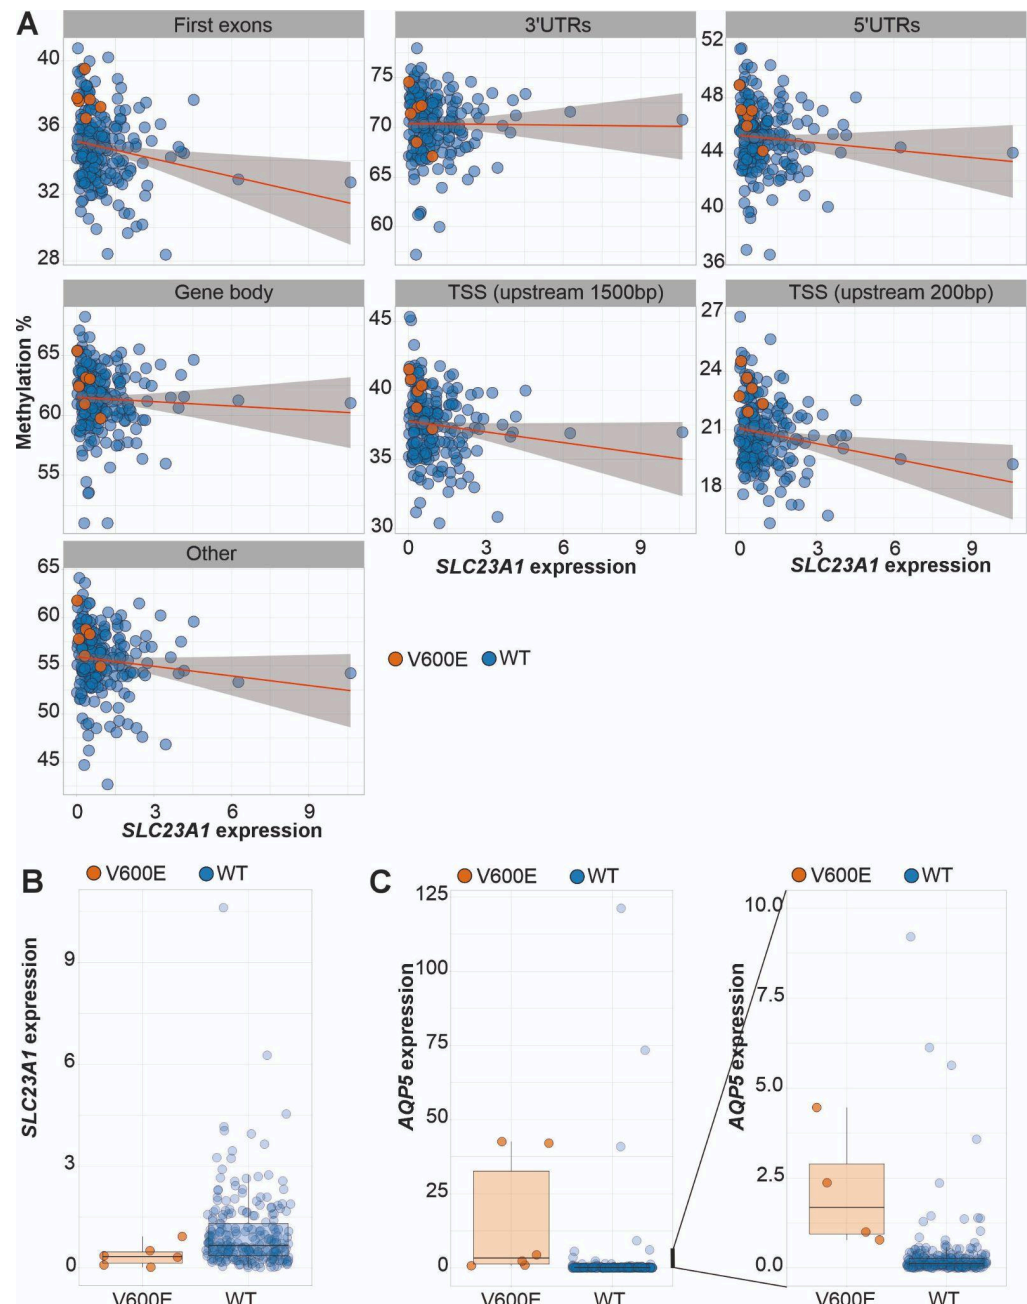 A
First exons
3'UTRs
5'UTRs
40
36
32
28
75
70
65
60
52
48
44
40
36
Methylation %
Gene body
TSS (upstream 1500bp)
TSS (upstream 200bp)
65
60
55
45
40
35
30
27
24
21
18
0 3 6 9
SLC23A1 expression
0 3 6 9
SLC23A1 expression
Other
65
60
55
50
45
0 3 6 9
SLC23A1 expression
V600E WT
B
V600E WT
SLC23A1 expression
9
6
3
0
V600E WT
C
V600E WT
AQP5 expression
125
100
75
50
25
0
V600E WT
V600E WT
AQP5 expression
10.0
7.5
5.0
2.5
0.0
V600E WT